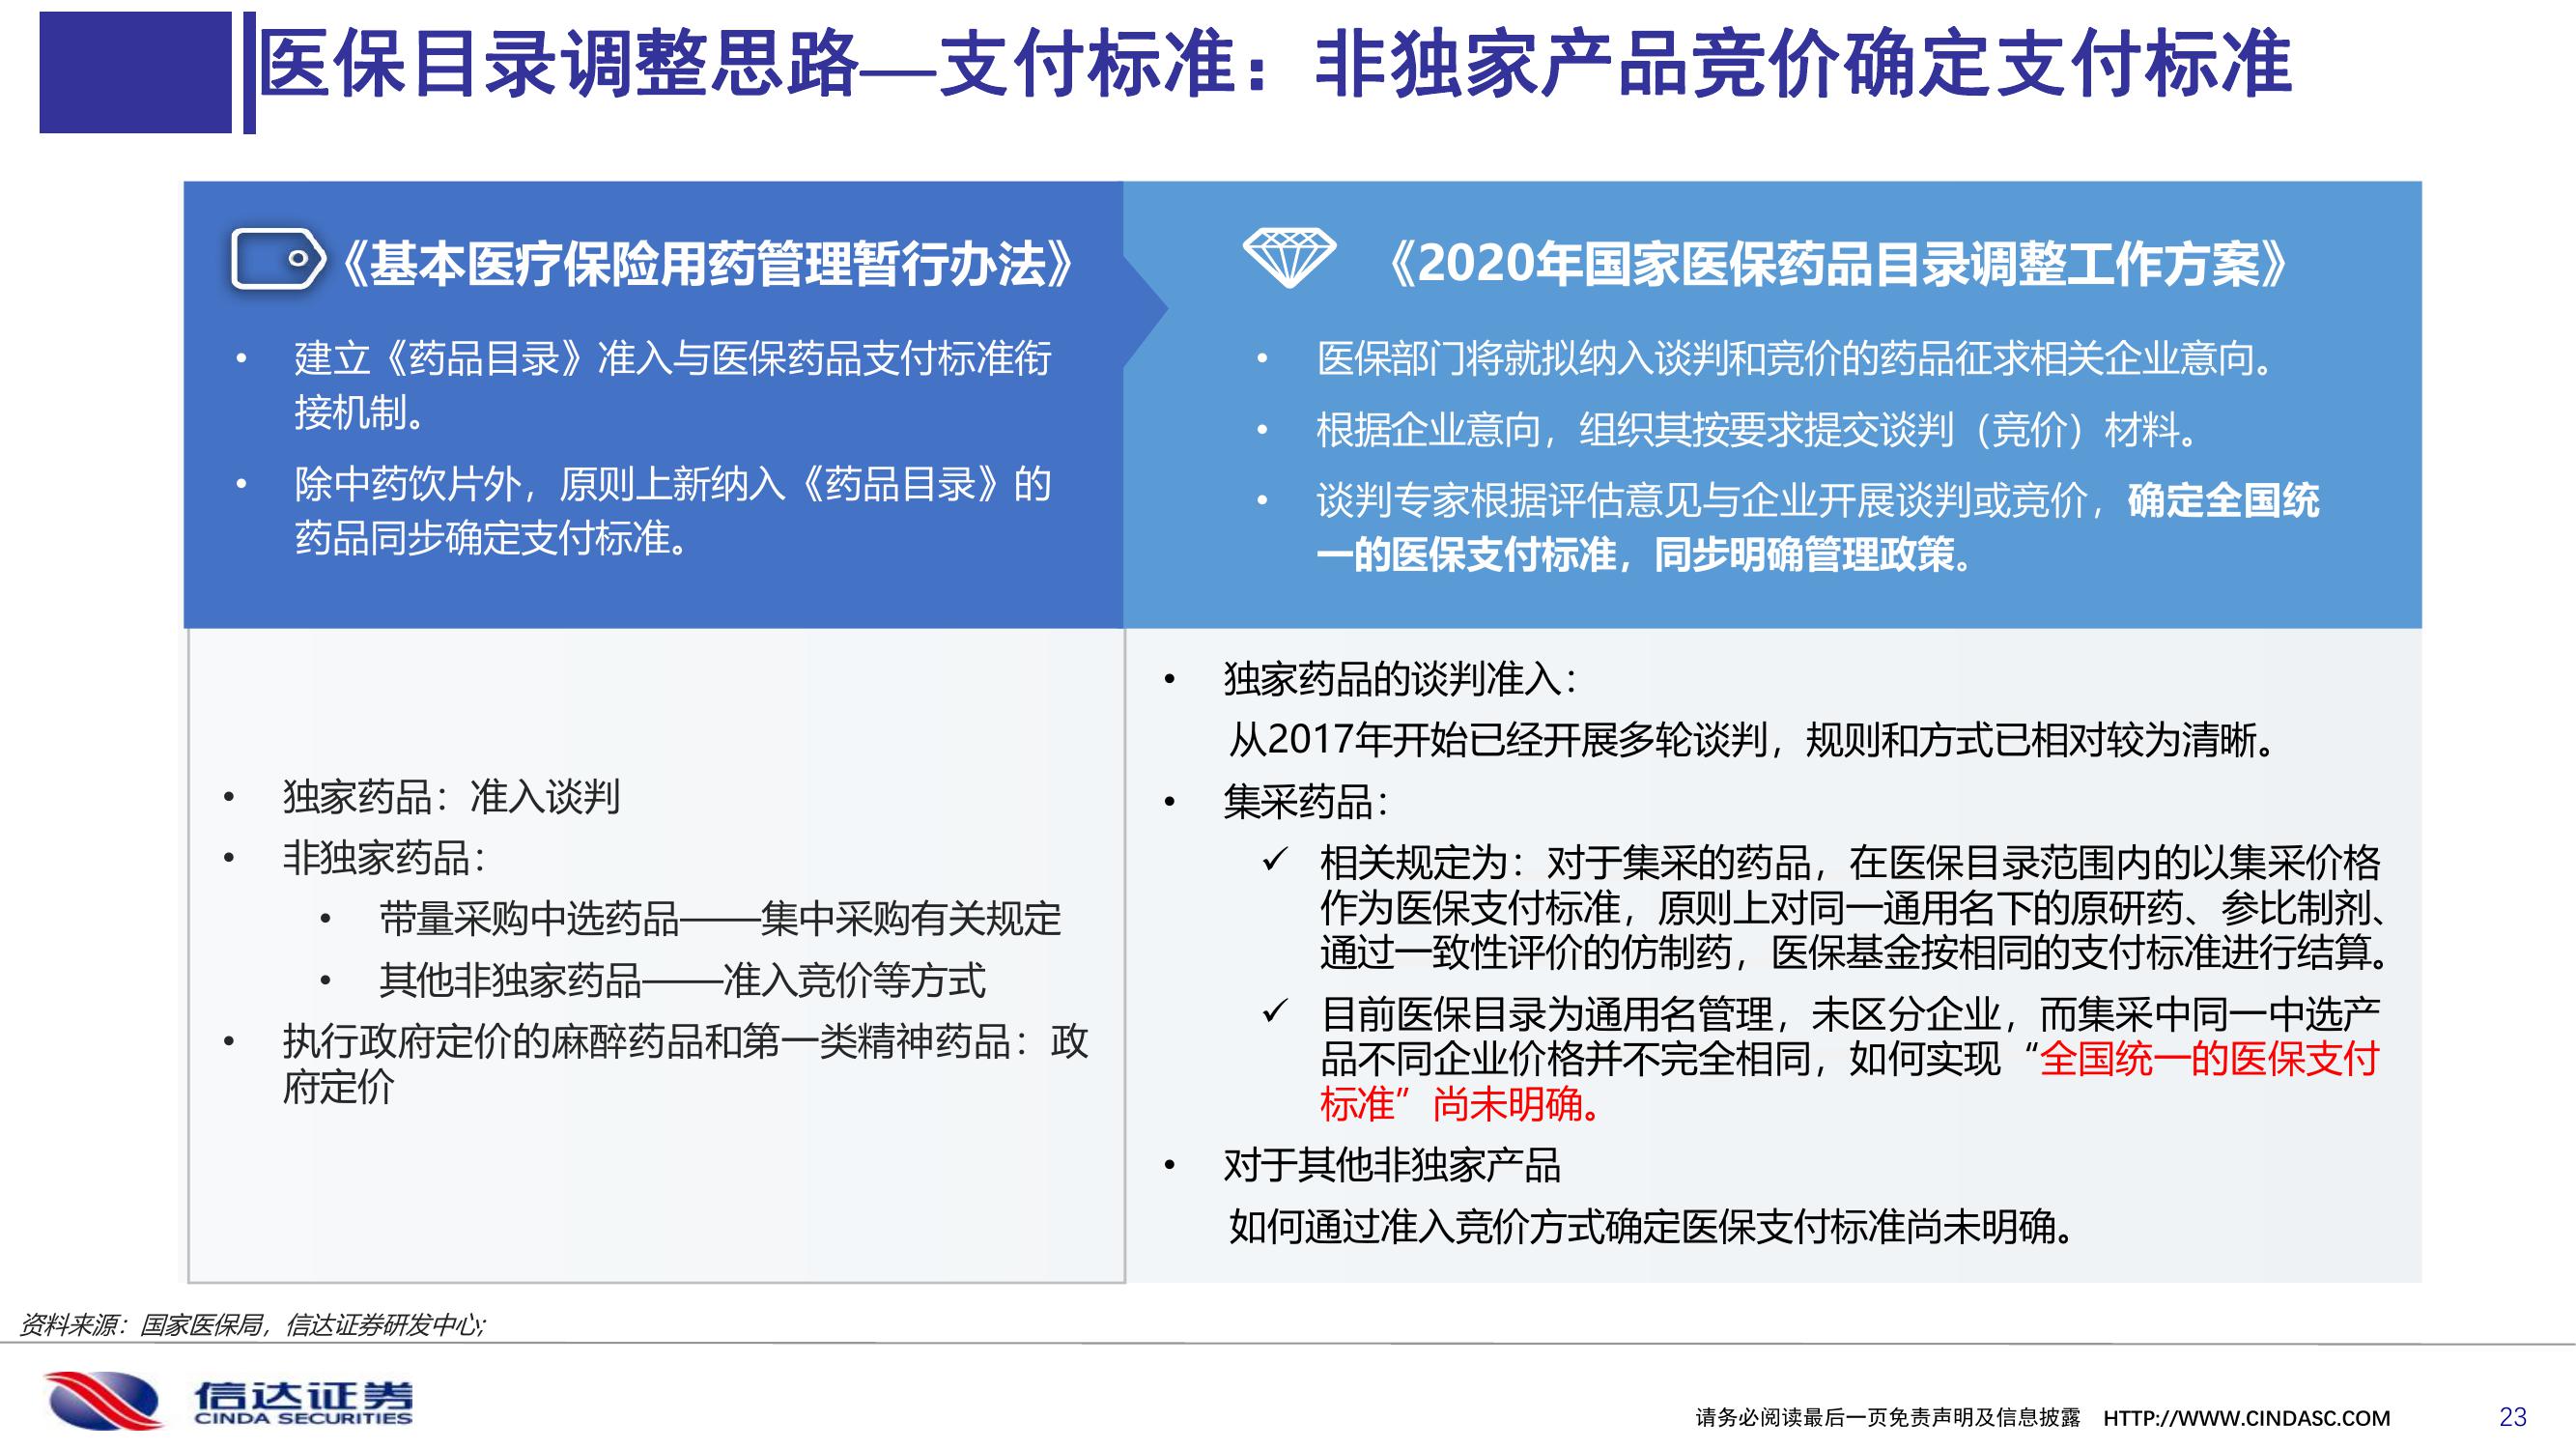 医保目录调整思路—支付标准：非独家产品竞价确定支付标准
《基本医疗保险用药管理暂行办法》
• 建立《药品目录》准入与医保药品支付标准衔
接机制。
• 除中药饮片外，原则上新纳入《药品目录》的
药品同步确定支付标准。
《2020年国家医保药品目录调整工作方案》
• 医保部门将就拟纳入谈判和竞价的药品征求相关企业意向。
• 根据企业意向，组织其按要求提交谈判（竞价）材料。
• 谈判专家根据评估意见与企业开展谈判或竞价，确定全国统
一的医保支付标准，同步明确管理政策。
• 独家药品：准入谈判
• 非独家药品：
• 带量采购中选药品——集中采购有关规定
• 其他非独家药品——准入竞价等方式
• 执行政府定价的麻醉药品和第一类精神药品：政
府定价
• 独家药品的谈判准入：
从2017年开始已经开展多轮谈判，规则和方式已相对较为清晰。
• 集采药品：
✓ 相关规定为：对于集采的药品，在医保目录范围内的以集采价格
作为医保支付标准，原则上对同一通用名下的原研药、参比制剂、
通过一致性评价的仿制药，医保基金按相同的支付标准进行结算。
✓ 目前医保目录为通用名管理，未区分企业，而集采中同一中选产
品不同企业价格并不完全相同，如何实现“全国统一的医保支付
标准”尚未明确。
• 对于其他非独家产品
如何通过准入竞价方式确定医保支付标准尚未明确。
资料来源：国家医保局，信达证券研发中心;
信达证券
CINDA SECURITIES
请务必阅读最后一页免责声明及信息披露 HTTP://WWW.CINDASC.COM 23